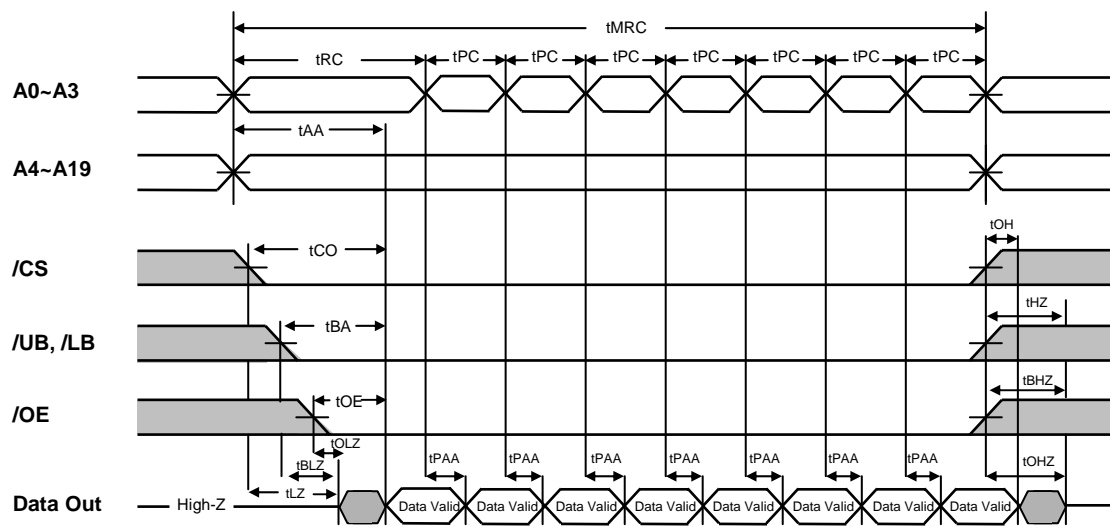 tMRC
tRC tPC tPC tPC tPC tPC tPC tPC
A0~A3
tAA
A4~A19
tCO tOH
/CS
tHZ
tBA
/UB, /LB
tBHZ
tOE
/OE
tOLZ
tBLZ tPAA tPAA tPAA tPAA tPAA tPAA tPAA tOHZ
tLZ
Data Out High-Z Data Valid Data Valid Data Valid Data Valid Data Valid Data Valid Data Valid Data Valid